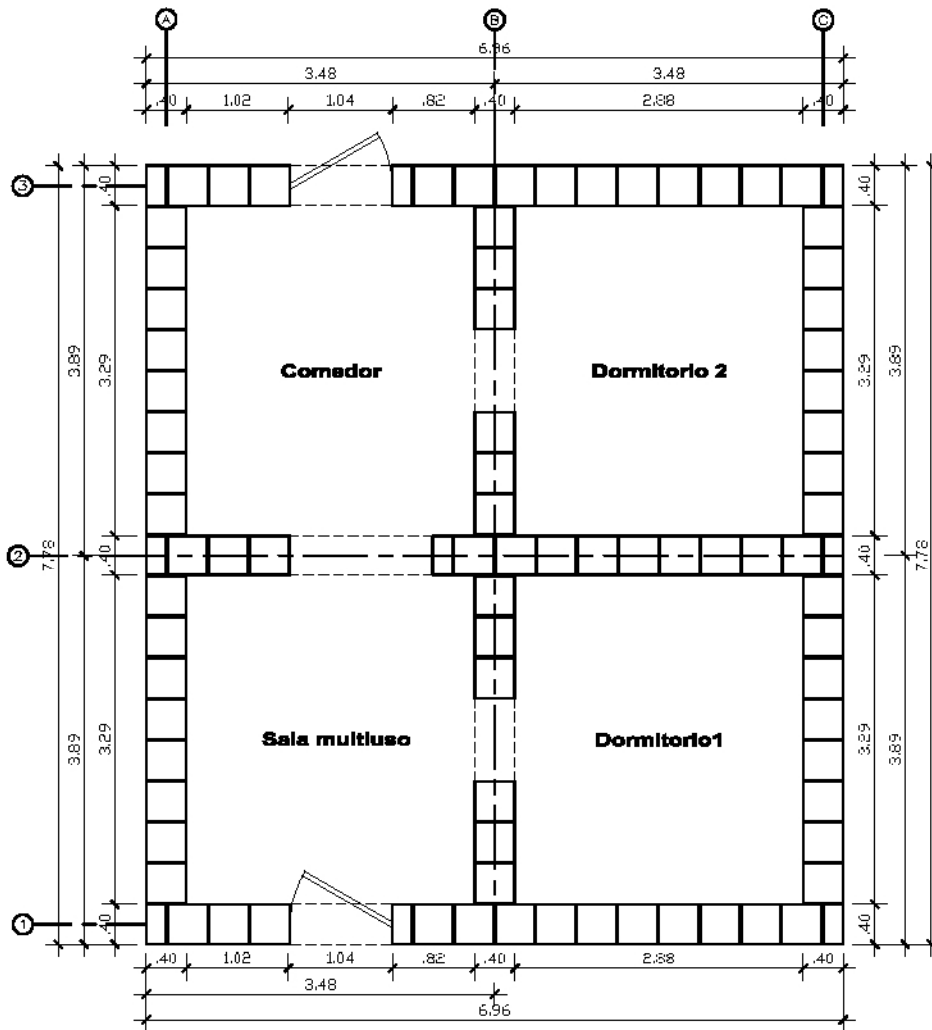 A B C
6.96
3.48 3.48
.40 1.02 1.04 .82 .40 2.88 .40
3 .40 .40
3.89 3.29 Comedor Dormitorio 2 3.29 3.89
2 7.78 .40 .40 7.78
3.89 3.29 Sala multiuso Dormitorio1 3.29 3.89
1 .40 .40
.40 1.02 1.04 .82 .40 2.88 .40
3.48
6.96